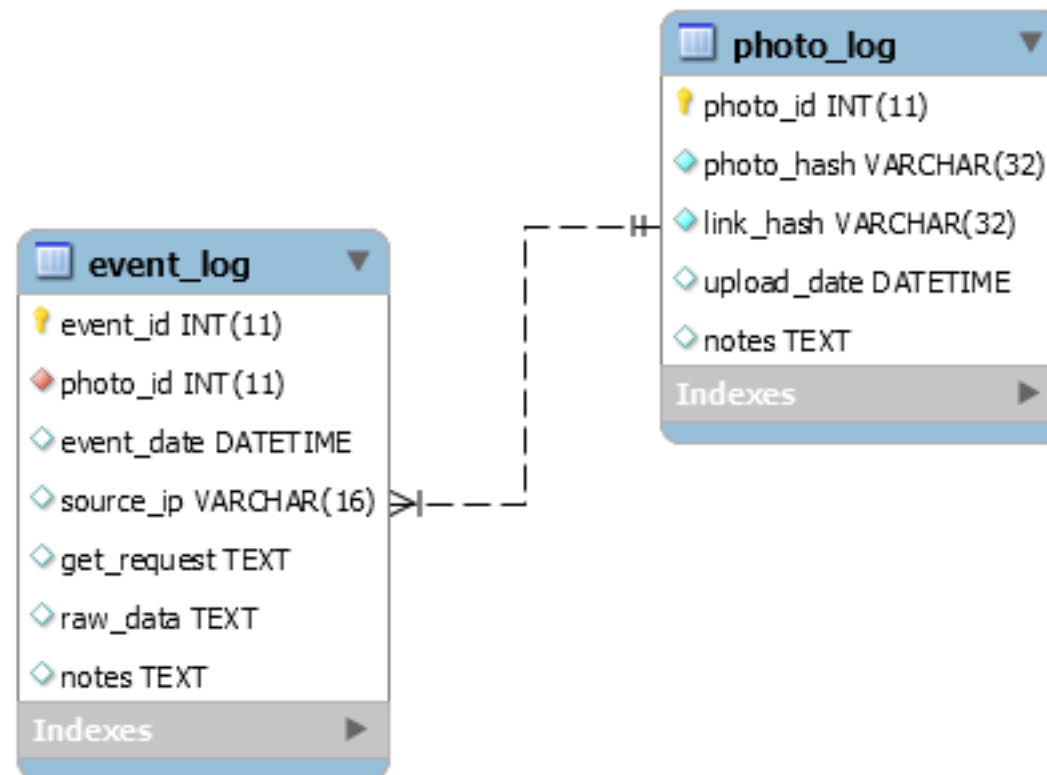 photo_log
photo_id INT(11)
photo_hash VARCHAR(32)
link_hash VARCHAR(32)
upload_date DATETIME
notes TEXT
Indexes
event_log
event_id INT(11)
photo_id INT(11)
event_date DATETIME
source_ip VARCHAR(16)
get_request TEXT
raw_data TEXT
notes TEXT
Indexes